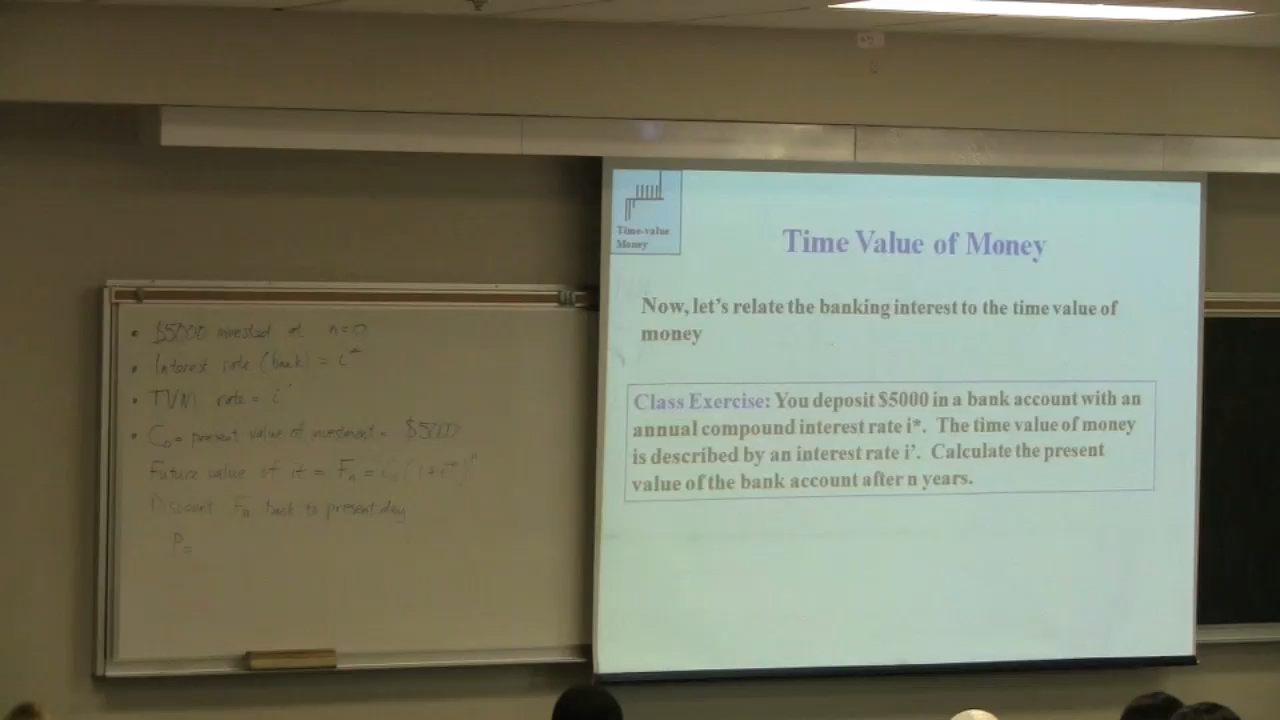 • $5000 invested at n=0
• Interest rate (bank) = i*
• TVM rate = i'
• C₀ = present value of investment = $5000
Future value of it = Fₙ = C₀(1+i*)ⁿ
Discount Fₙ back to present day
P =
Time-value
Money
Time Value of Money
Now, let's relate the banking interest to the time value of
money
Class Exercise: You deposit $5000 in a bank account with an
annual compound interest rate i*. The time value of money
is described by an interest rate i'. Calculate the present
value of the bank account after n years.